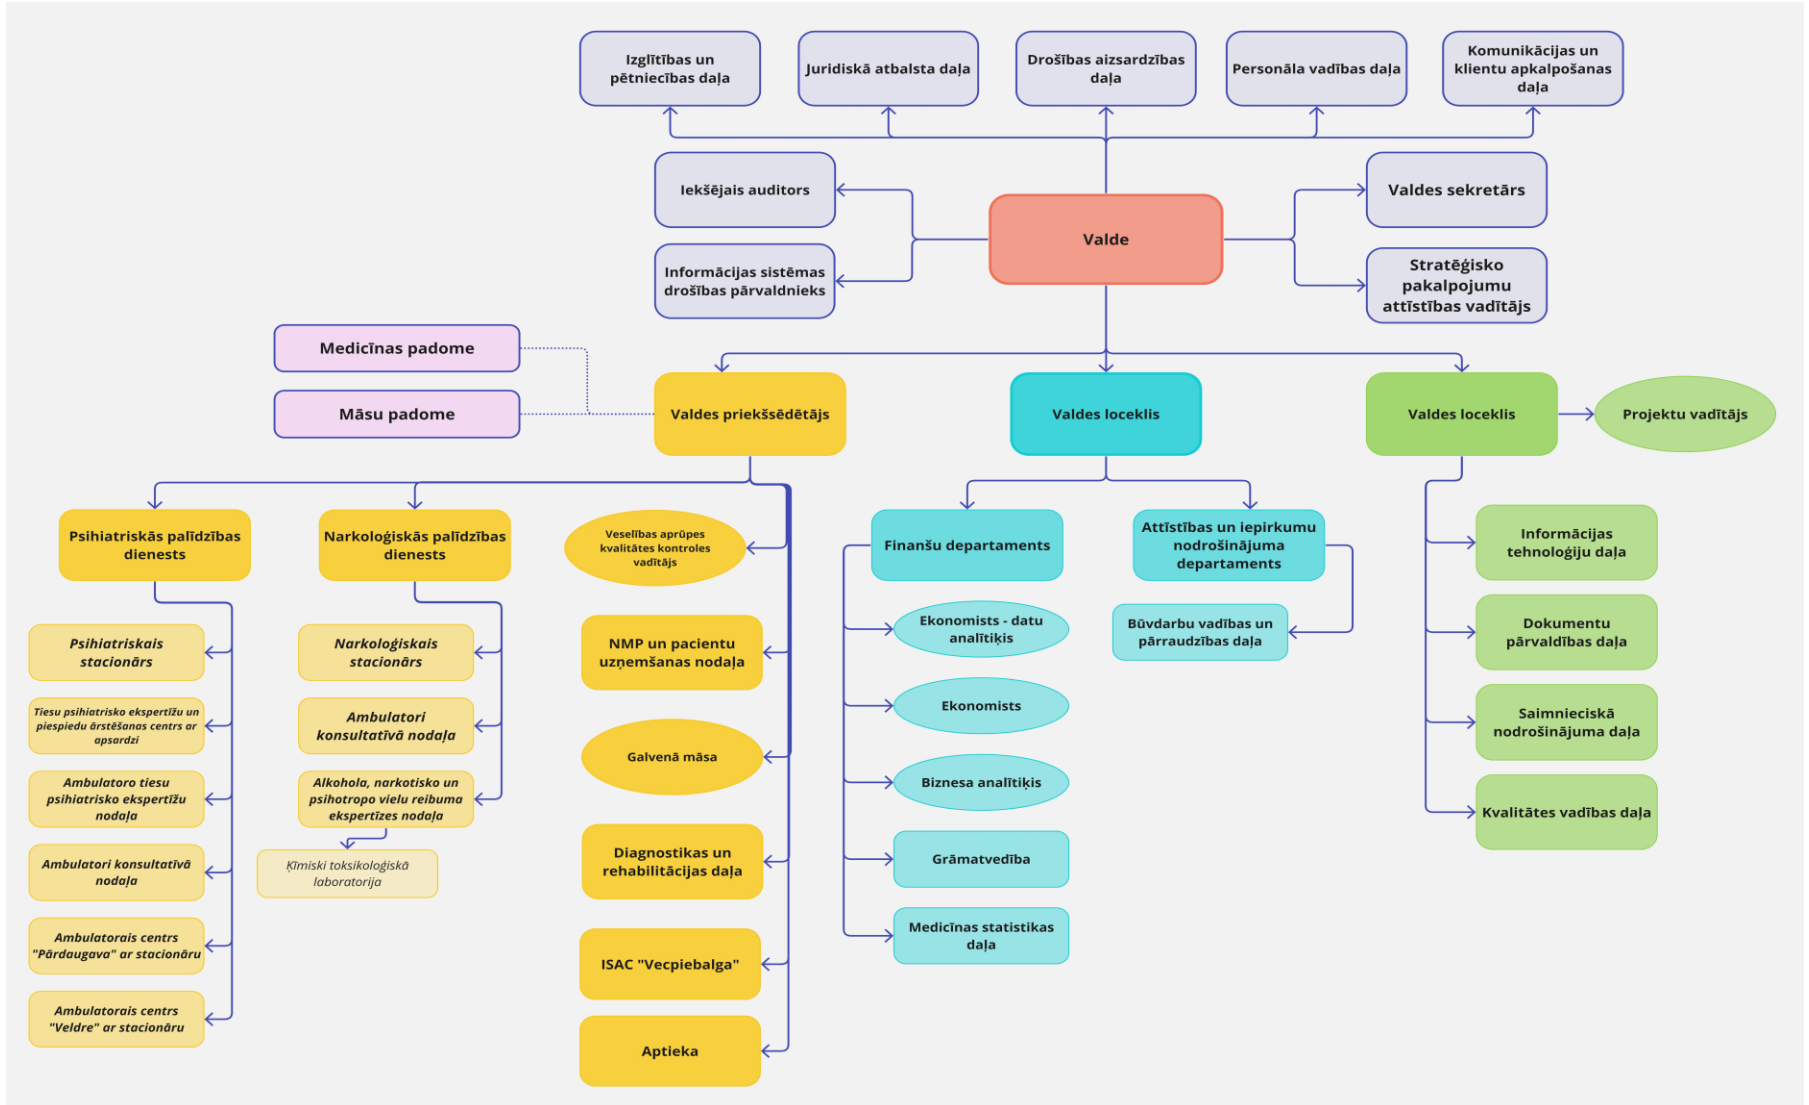 Izglītības un
pētniecības daļa
Juridiskā atbalsta daļa
Drošības aizsardzības
daļa
Personāla vadības daļa
Komunikācijas un
klientu apkalpošanas
daļa
Iekšējais auditors
Valdes sekretārs
Valde
Informācijas sistēmas
drošības pārvaldnieks
Stratēģisko
pakalpojumu
attīstības vadītājs
Medicīnas padome
Māsu padome
Valdes priekšsēdētājs
Valdes loceklis
Valdes loceklis
Projektu vadītājs
Psihiatriskās palīdzības
dienests
Psihiatriskais
stacionārs
Tiesu psihiatrisko ekspertīžu un
piespiedu ārstēšanas centrs ar
apsardzi
Ambulatoro tiesu
psihiatrisko ekspertīžu
nodaļa
Ambulatori konsultatīvā
nodaļa
Ambulatorais centrs
"Pārdaugava" ar stacionāru
Ambulatorais centrs
"Veldre" ar stacionāru
Narkoloģiskās palīdzības
dienests
Narkoloģiskais
stacionārs
Ambulatori
konsultatīvā nodaļa
Alkohola, narkotisko un
psihotropo vielu reibuma
ekspertīzes nodaļa
Ķīmiski toksikoloģiskā
laboratorija
Veselības aprūpes
kvalitātes kontroles
vadītājs
NMP un pacientu
uzņemšanas nodaļa
Galvenā māsa
Diagnostikas un
rehabilitācijas daļa
ISAC "Vecpiebalga"
Aptieka
Finanšu departaments
Ekonomists - datu
analītiķis
Ekonomists
Biznesa analītiķis
Grāmatvedība
Medicīnas statistikas
daļa
Attīstības un iepirkumu
nodrošinājuma
departaments
Būvdarbu vadības un
pārraudzības daļa
Informācijas
tehnoloģiju daļa
Dokumentu
pārvaldības daļa
Saimnieciskā
nodrošinājuma daļa
Kvalitātes vadības daļa